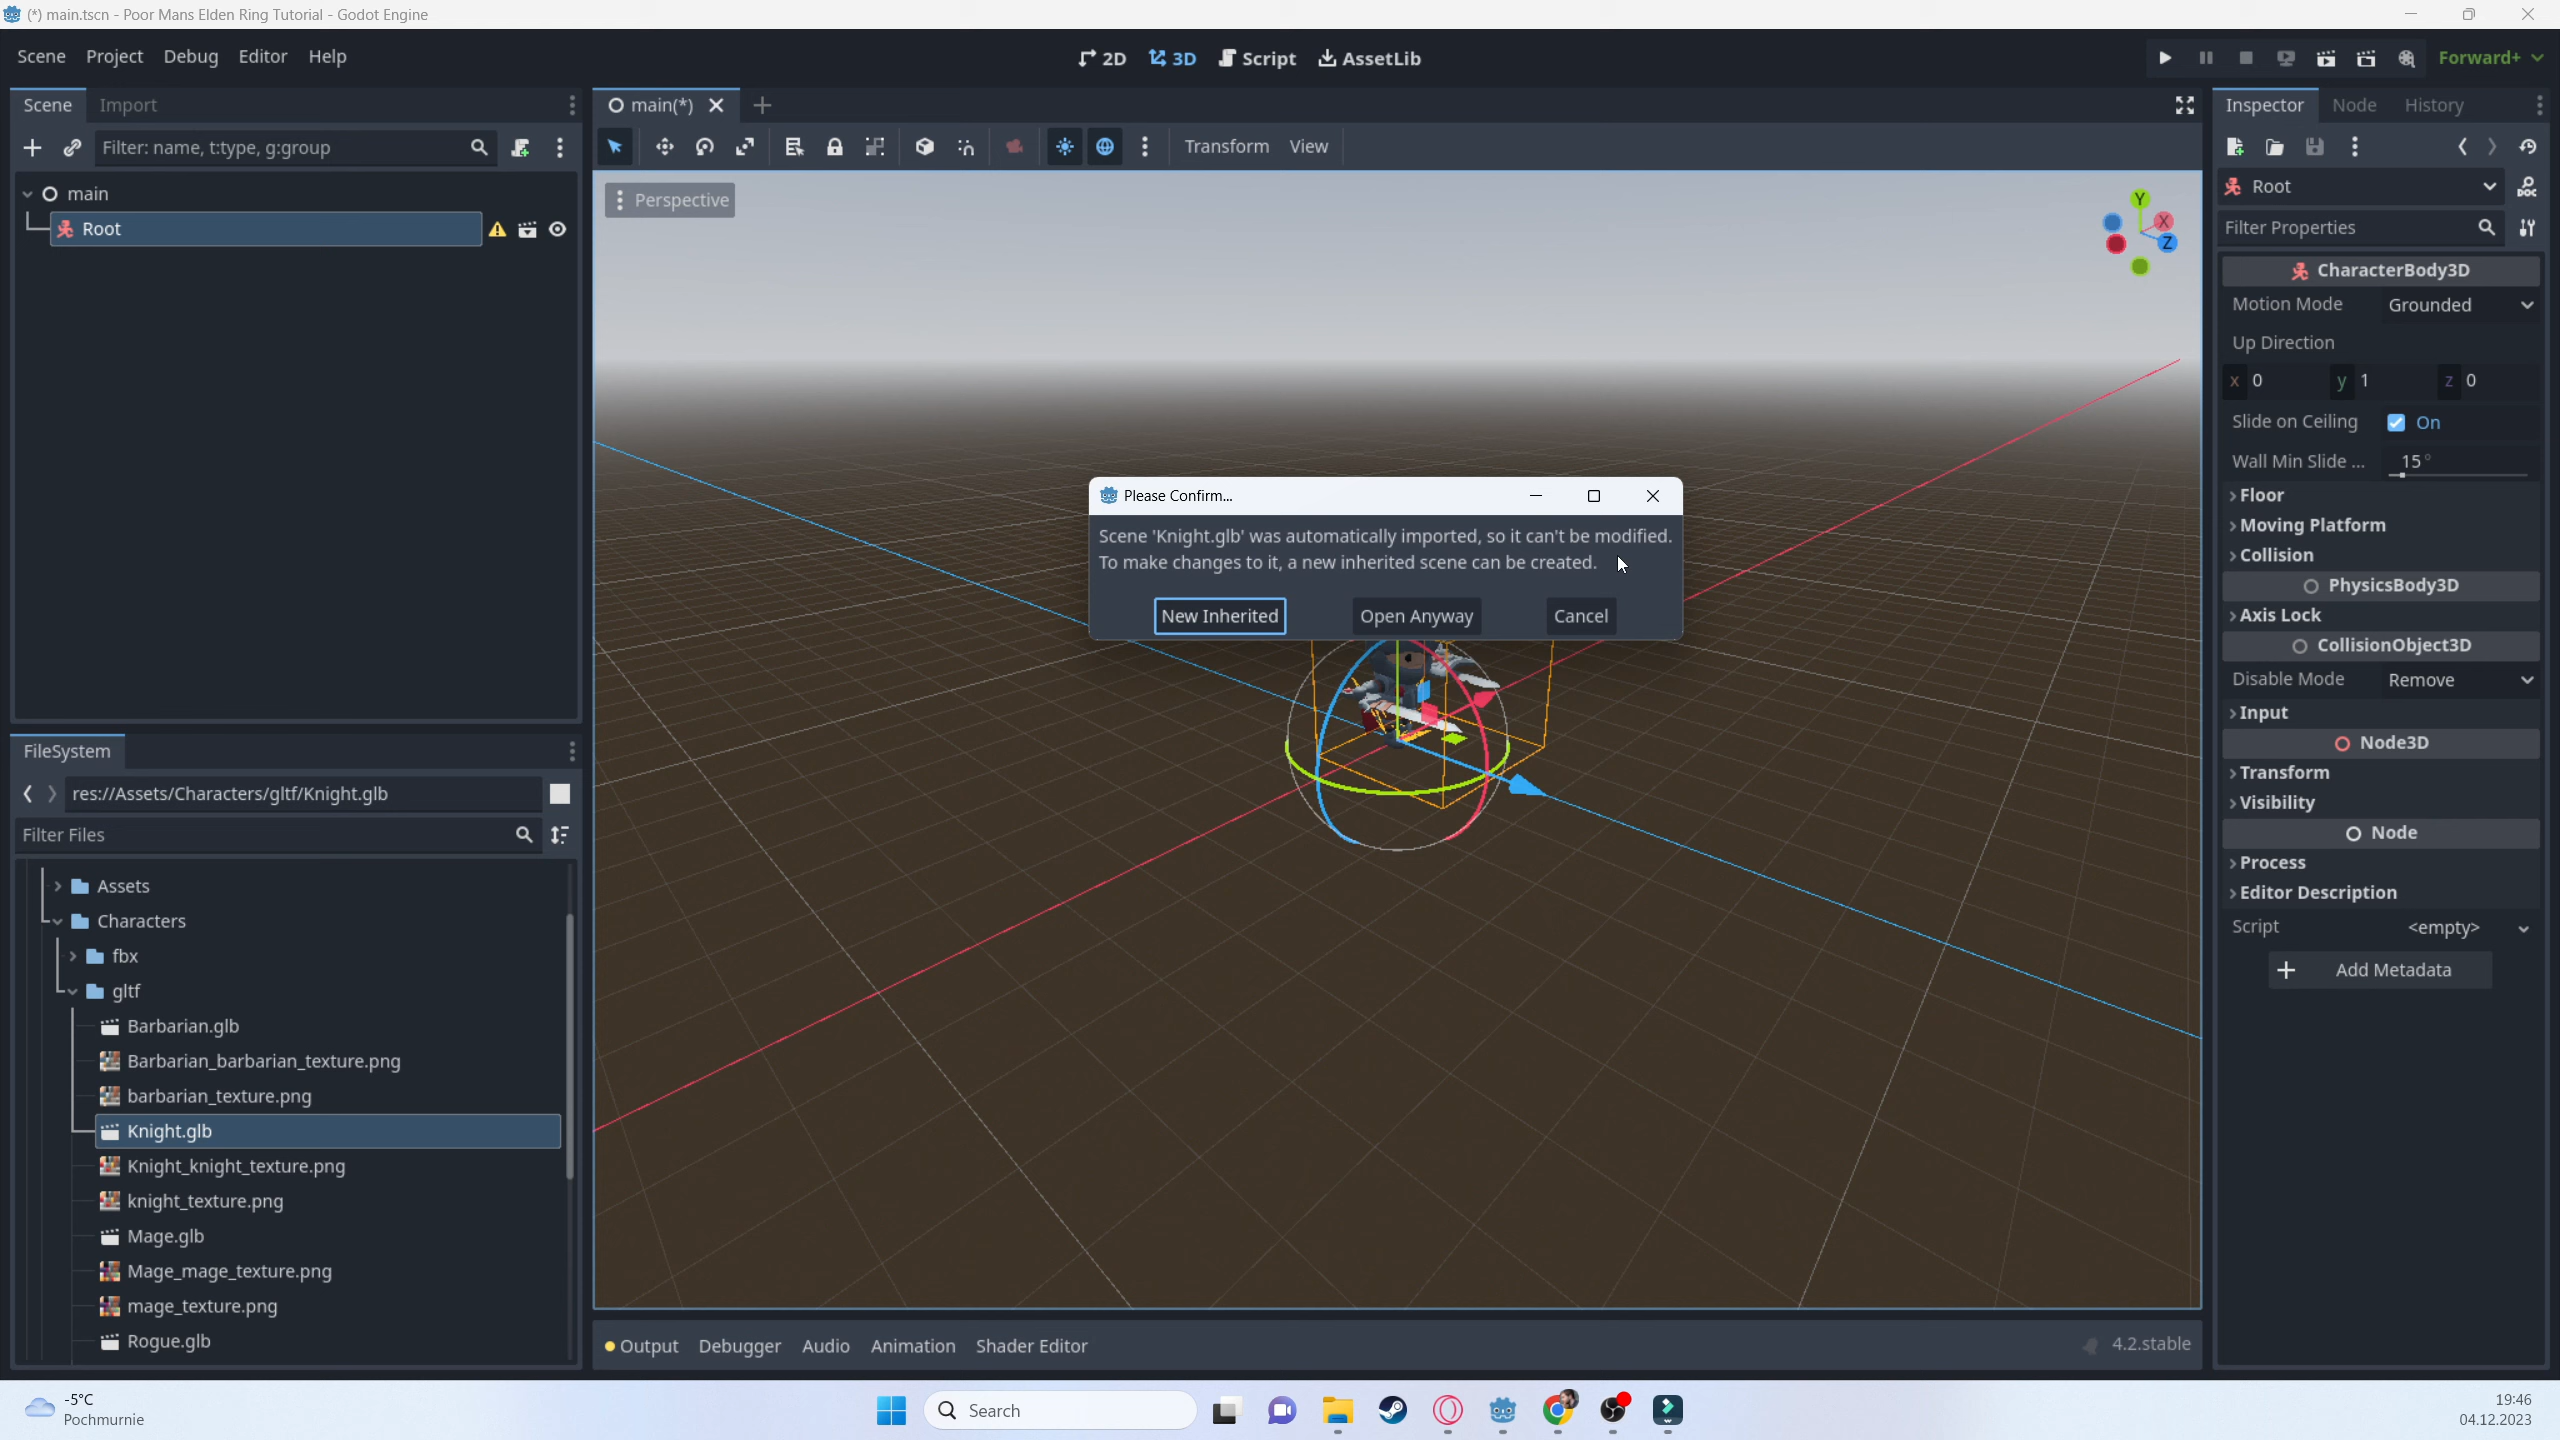 (*) main.tscn - Poor Mans Elden Ring Tutorial - Godot Engine
Scene Project Debug Editor Help
2D 3D Script AssetLib
Forward+
Scene Import
main(*)
Inspector Node History
Filter: name, t:type, g:group
Transform View
main
Root
Perspective
Y
X
Z
Root
Filter Properties
CharacterBody3D
Motion Mode Grounded
Up Direction
x 0 y 1 z 0
Slide on Ceiling On
Wall Min Slide ... 15 °
Floor
Moving Platform
Collision
PhysicsBody3D
Axis Lock
CollisionObject3D
Disable Mode Remove
Input
Node3D
Transform
Visibility
Node
Process
Editor Description
Script <empty>
Add Metadata
Please Confirm...
Scene 'Knight.glb' was automatically imported, so it can't be modified.
To make changes to it, a new inherited scene can be created.
New Inherited Open Anyway Cancel
FileSystem
res://Assets/Characters/gltf/Knight.glb
Filter Files
Assets
Characters
fbx
gltf
Barbarian.glb
Barbarian_barbarian_texture.png
barbarian_texture.png
Knight.glb
Knight_knight_texture.png
knight_texture.png
Mage.glb
Mage_mage_texture.png
mage_texture.png
Rogue.glb
Output Debugger Audio Animation Shader Editor
4.2.stable
-5°C
Pochmurnie
Search
19:46
04.12.2023